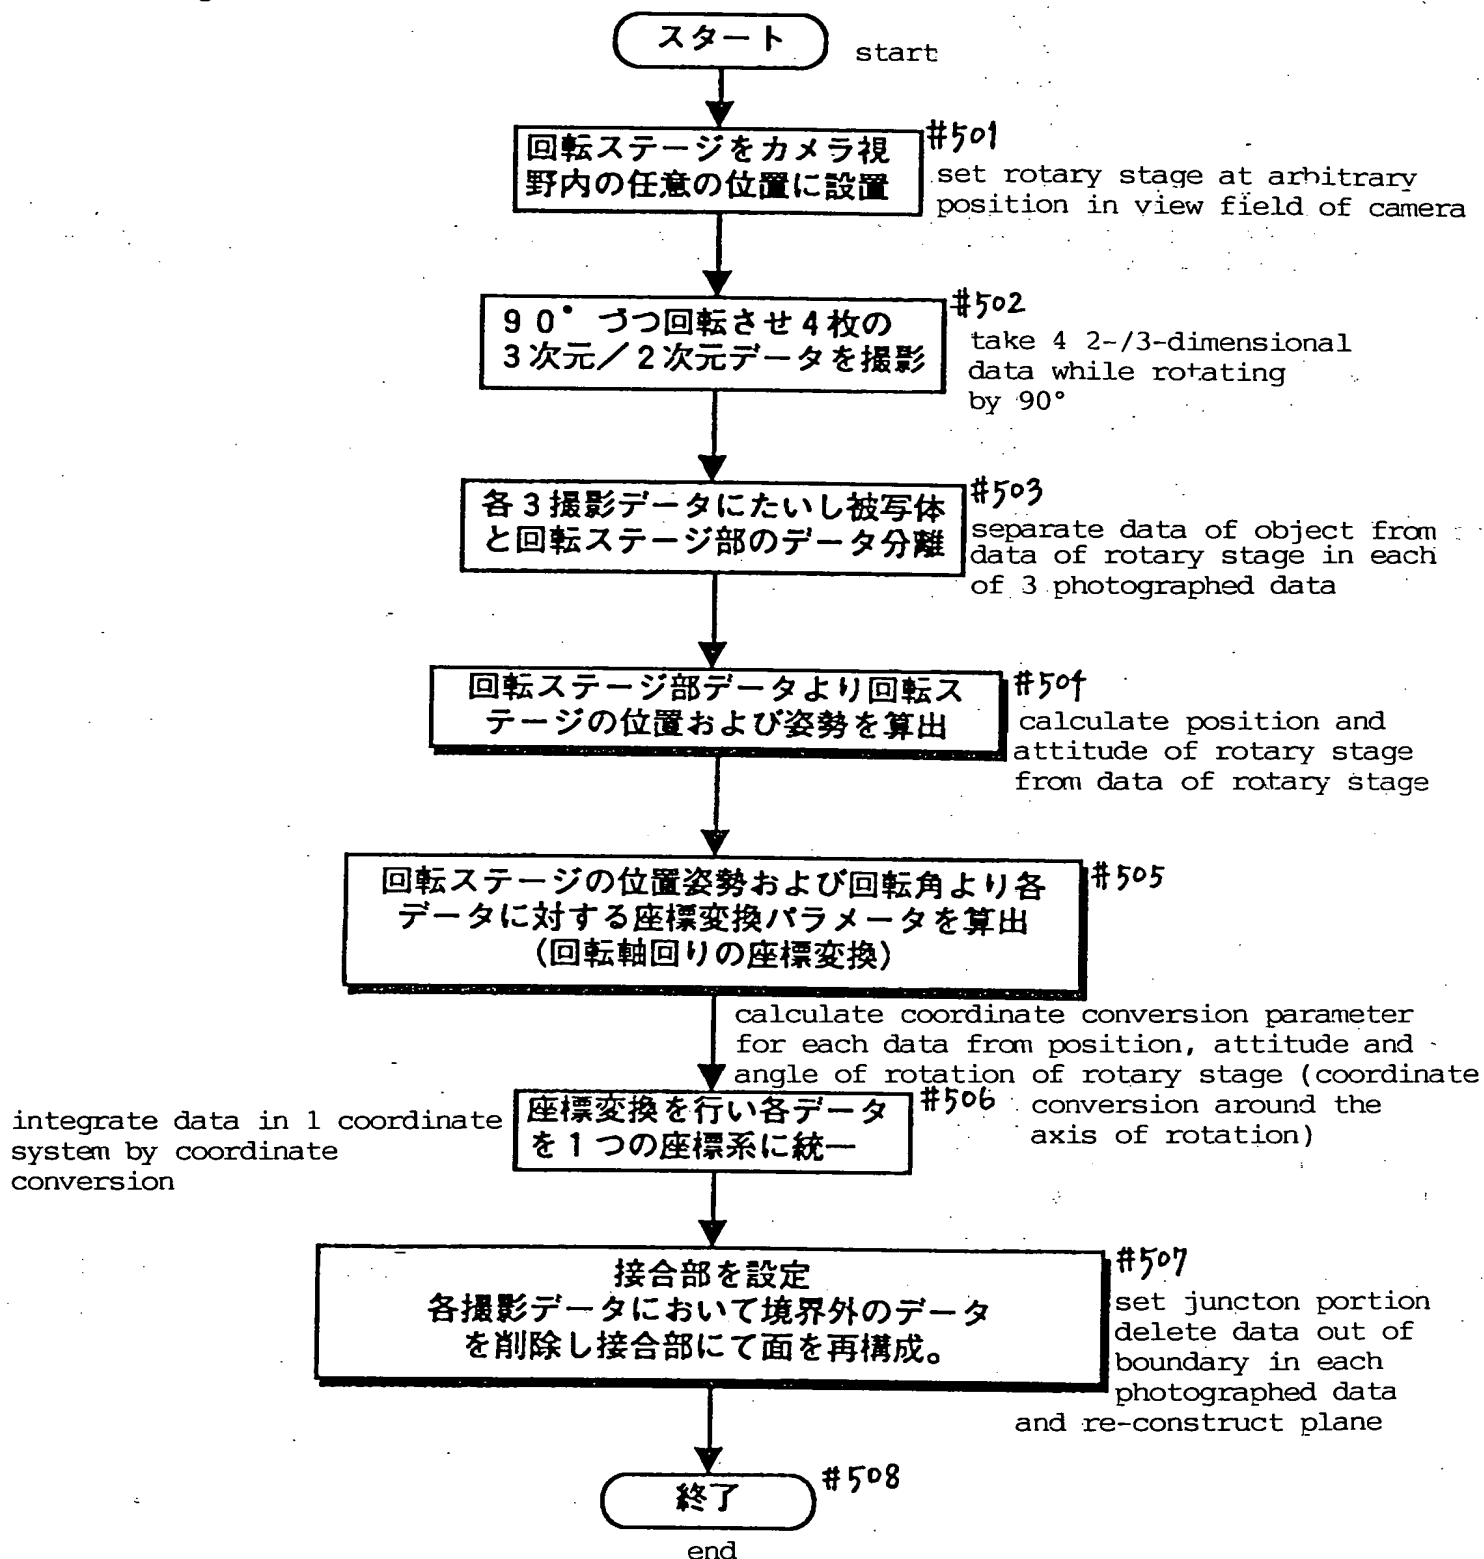 スタート
start
#501
回転ステージをカメラ視
野内の任意の位置に設置
set rotary stage at arbitrary
position in view field of camera
#502
90°づつ回転させ4枚の
3次元/2次元データを撮影
take 4 2-/3-dimensional
data while rotating
by 90°
#503
各3撮影データにたいし被写体
と回転ステージ部のデータ分離
separate data of object from
data of rotary stage in each
of 3 photographed data
#504
回転ステージ部データより回転ス
テージの位置および姿勢を算出
calculate position and
attitude of rotary stage
from data of rotary stage
#505
回転ステージの位置姿勢および回転角より各
データに対する座標変換パラメータを算出
(回転軸回りの座標変換)
calculate coordinate conversion parameter
for each data from position, attitude and
angle of rotation of rotary stage (coordinate
conversion around the
axis of rotation)
#506
座標変換を行い各データ
を1つの座標系に統一
integrate data in 1 coordinate
system by coordinate
conversion
#507
接合部を設定
各撮影データにおいて境界外のデータ
を削除し接合部にて面を再構成。
set juncton portion
delete data out of
boundary in each
photographed data
and re-construct plane
#508
終了
end